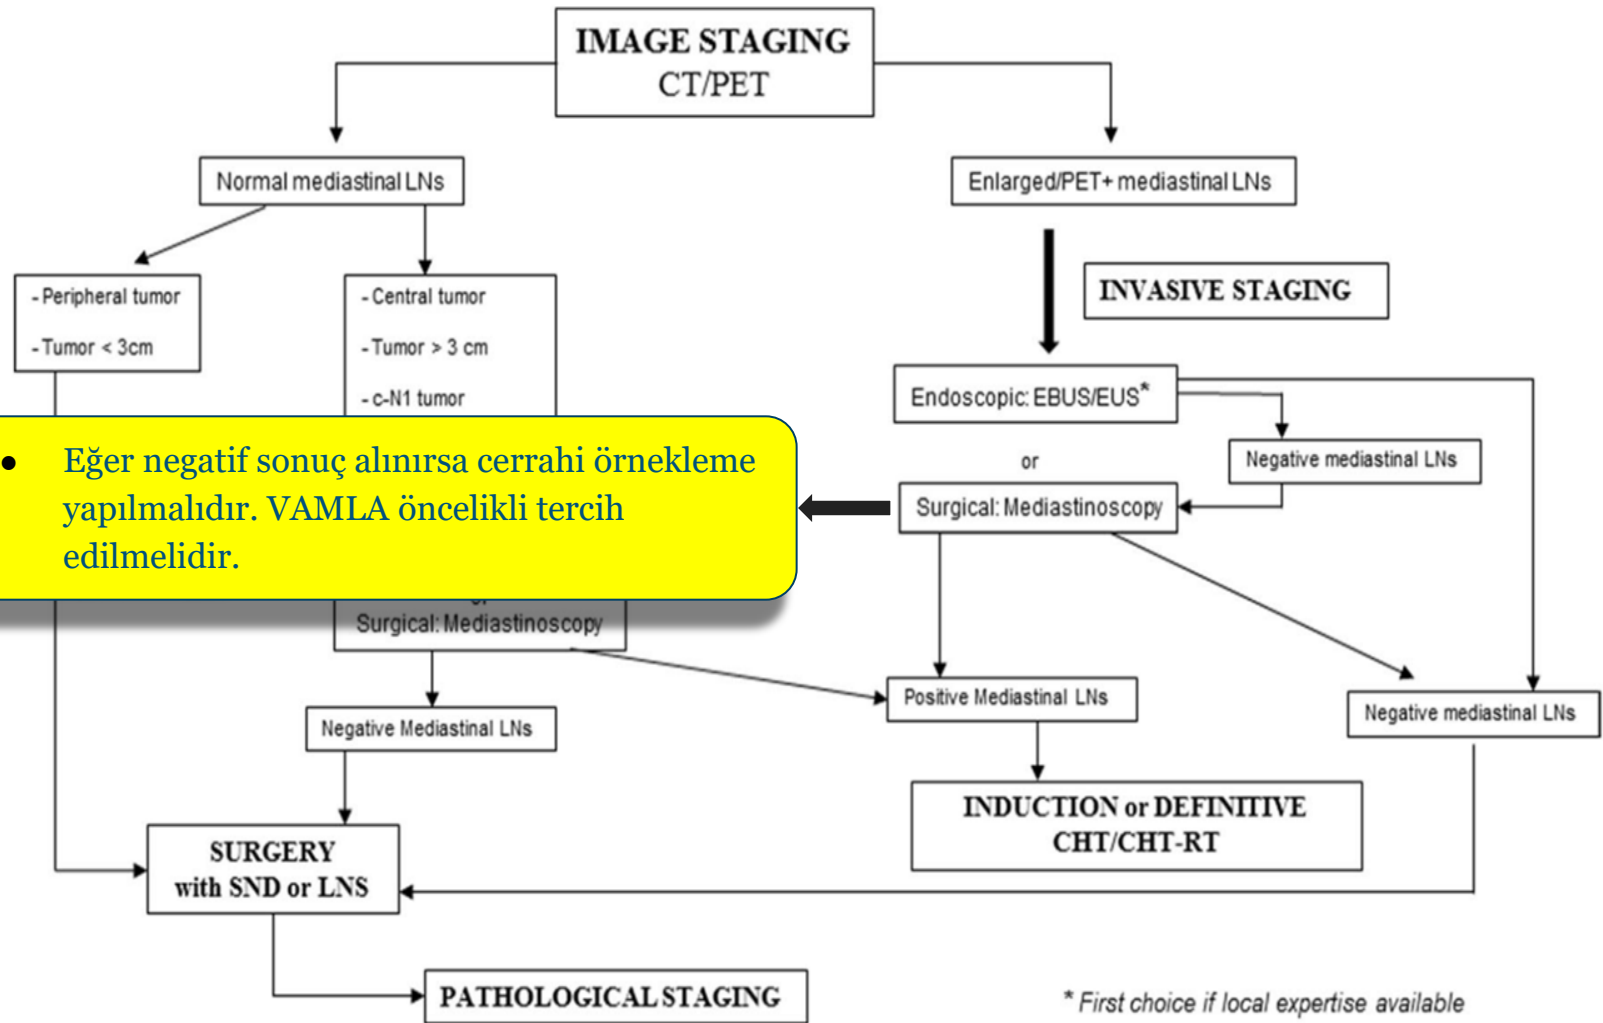 IMAGE STAGING
CT/PET
Normal mediastinal LNs
Enlarged/PET+ mediastinal LNs
- Peripheral tumor
- Tumor < 3cm
- Central tumor
- Tumor > 3 cm
- c-N1 tumor
INVASIVE STAGING
Endoscopic: EBUS/EUS*
or
Surgical: Mediastinoscopy
Negative mediastinal LNs
• Eğer negatif sonuç alınırsa cerrahi örnekleme
yapılmalıdır. VAMLA öncelikli tercih
edilmelidir.
Surgical: Mediastinoscopy
Negative Mediastinal LNs
Positive Mediastinal LNs
Negative mediastinal LNs
INDUCTION or DEFINITIVE
CHT/CHT-RT
SURGERY
with SND or LNS
PATHOLOGICAL STAGING
* First choice if local expertise available